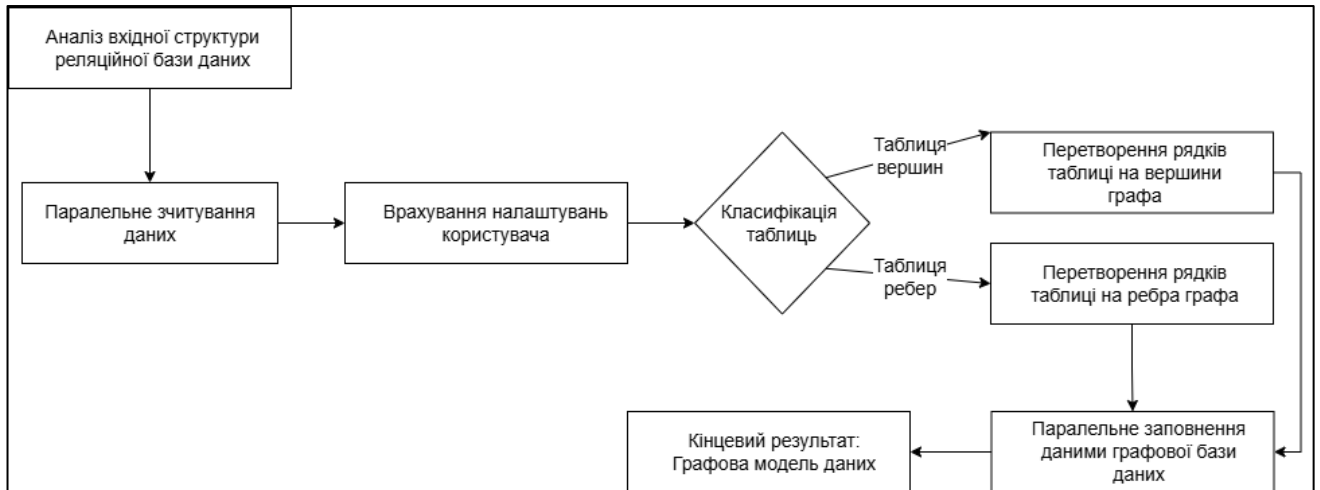 Аналіз вхідної структури
реляційної бази даних
Паралельне зчитування
даних
Врахування налаштувань
користувача
Класифікація
таблиць
Таблиця
вершин
Перетворення рядків
таблиці на вершини
графа
Таблиця
ребер
Перетворення рядків
таблиці на ребра графа
Паралельне заповнення
даними графової бази
даних
Кінцевий результат:
Графова модель даних